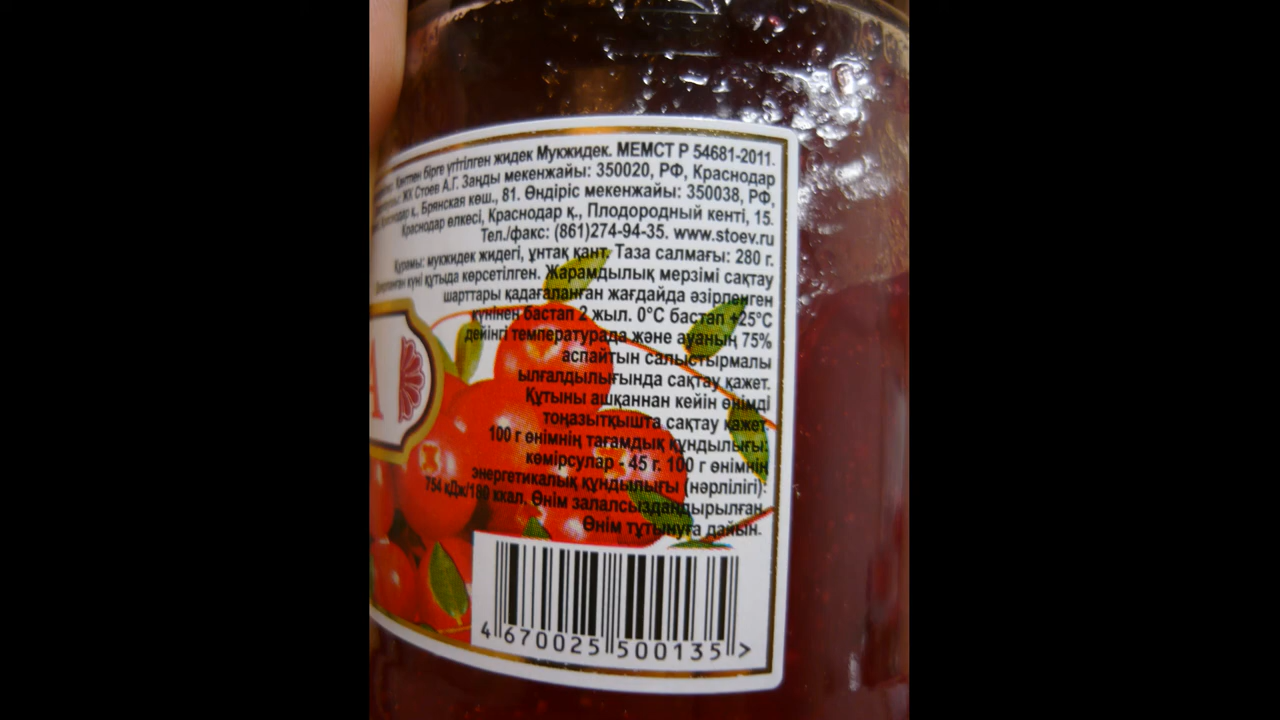 Қантпен бірге үгітілген жидек Мүкжидек. МЕМСТ Р 54681-2011.
ЖК Стоев А.Г. Заңды мекенжайы: 350020, РФ, Краснодар
Краснодар қ., Брянская көш., 81. Өндіріс мекенжайы: 350038, РФ,
Краснодар өлкесі, Краснодар қ., Плодородный кенті, 15.
Тел./факс: (861)274-94-35. www.stoev.ru
Құрамы: мүкжидек жидегі, ұнтақ қант. Таза салмағы: 280 г.
күні құтыда көрсетілген. Жарамдылық мерзімі сақтау
шарттары қадағаланған жағдайда әзірленген
күнінен бастап 2 жыл. 0°С бастап +25°С
дейінгі температурада және ауаның 75%
аспайтын салыстырмалы
ылғалдылығында сақтау қажет.
Құтыны ашқаннан кейін өнімді
тоңазытқышта сақтау қажет.
100 г өнімнің тағамдық құндылығы:
көмірсулар - 45 г. 100 г өнімнің
энергетикалық құндылығы (нәрлілігі):
754 кДж/180 ккал. Өнім залалсыздандырылған.
Өнім тұтынуға дайын.
А
4 670025 500135 >